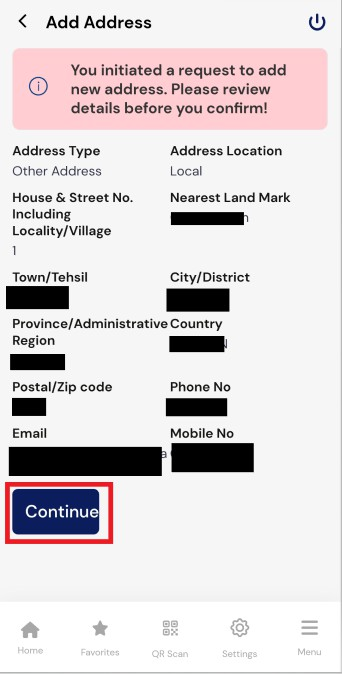 Add Address
You initiated a request to add
new address. Please review
details before you confirm!
Address Type
Address Location
Other Address
Local
House & Street No.
Including
Locality/Village
Nearest Land Mark
1
Town/Tehsil
City/District
Province/Administrative
Region
Country
Postal/Zip code
Phone No
Email
Mobile No
Continue
Home
Favorites
QR Scan
Settings
Menu